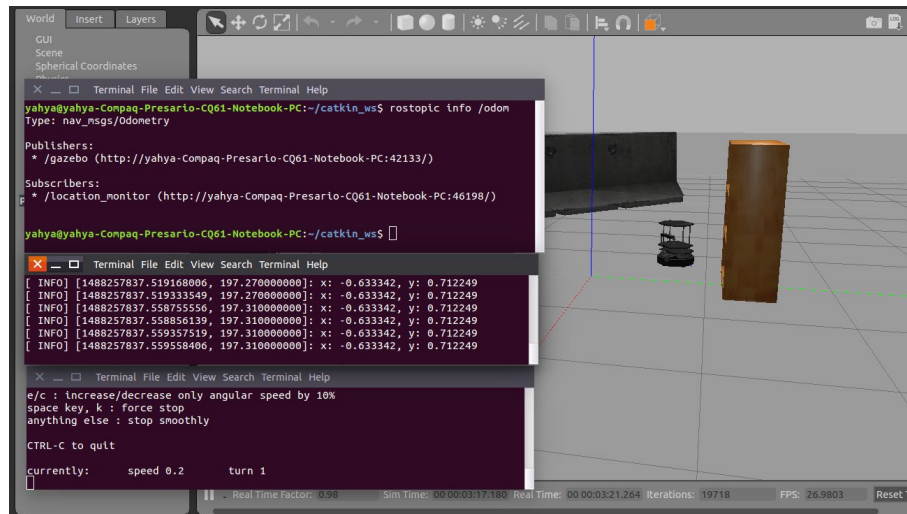 World Insert Layers
GUI
Scene
Spherical Coordinates
Physics
Terminal File Edit View Search Terminal Help
yahya@yahya-Compaq-Presario-CQ61-Notebook-PC:~/catkin_ws$ rostopic info /odom
Type: nav_msgs/Odometry
Publishers:
* /gazebo (http://yahya-Compaq-Presario-CQ61-Notebook-PC:42133/)
Subscribers:
* /location_monitor (http://yahya-Compaq-Presario-CQ61-Notebook-PC:46198/)
yahya@yahya-Compaq-Presario-CQ61-Notebook-PC:~/catkin_ws$
Terminal File Edit View Search Terminal Help
[ INFO] [1488257837.519168006, 197.270000000]: x: -0.633342, y: 0.712249
[ INFO] [1488257837.519333549, 197.270000000]: x: -0.633342, y: 0.712249
[ INFO] [1488257837.558755556, 197.310000000]: x: -0.633342, y: 0.712249
[ INFO] [1488257837.558856139, 197.310000000]: x: -0.633342, y: 0.712249
[ INFO] [1488257837.559357519, 197.310000000]: x: -0.633342, y: 0.712249
[ INFO] [1488257837.559558406, 197.310000000]: x: -0.633342, y: 0.712249
Terminal File Edit View Search Terminal Help
e/c : increase/decrease only angular speed by 10%
space key, k : force stop
anything else : stop smoothly
CTRL-C to quit
currently: speed 0.2 turn 1
Real Time Factor: 0.98 Sim Time: 00 00:03:17.180 Real Time: 00 00:03:21.264 Iterations: 19718 FPS: 26.9803 Reset